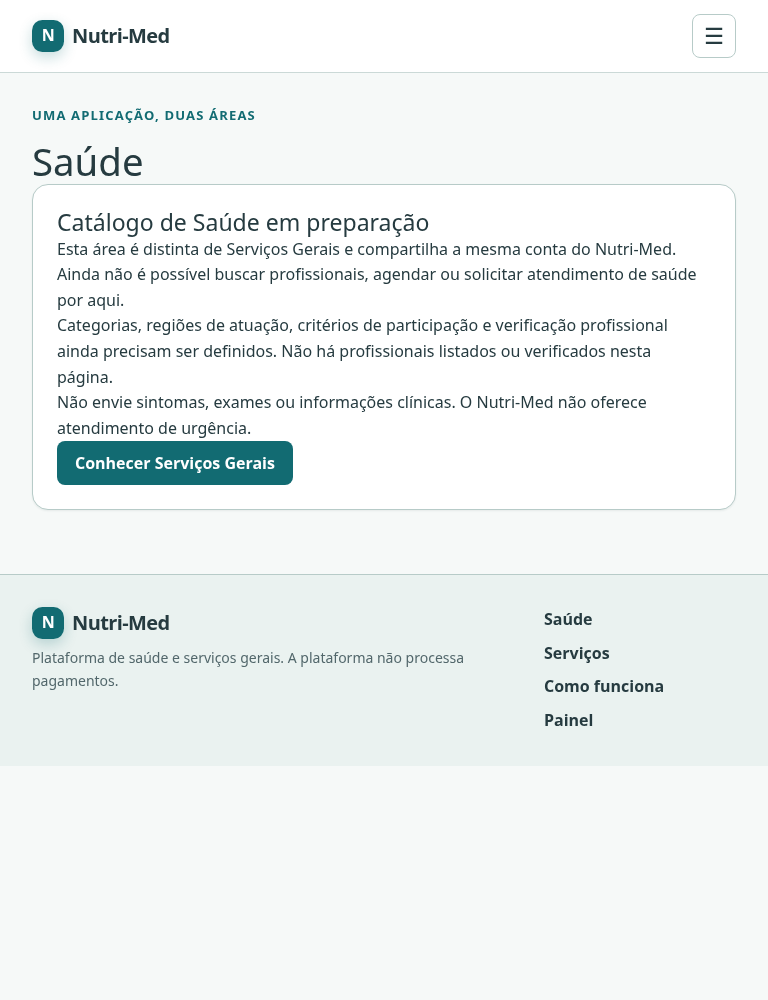 N Nutri-Med
☰
UMA APLICAÇÃO, DUAS ÁREAS
Saúde
Catálogo de Saúde em preparação
Esta área é distinta de Serviços Gerais e compartilha a mesma conta do Nutri-Med.
Ainda não é possível buscar profissionais, agendar ou solicitar atendimento de saúde
por aqui.
Categorias, regiões de atuação, critérios de participação e verificação profissional
ainda precisam ser definidos. Não há profissionais listados ou verificados nesta
página.
Não envie sintomas, exames ou informações clínicas. O Nutri-Med não oferece
atendimento de urgência.
Conhecer Serviços Gerais
N Nutri-Med
Plataforma de saúde e serviços gerais. A plataforma não processa
pagamentos.
Saúde
Serviços
Como funciona
Painel